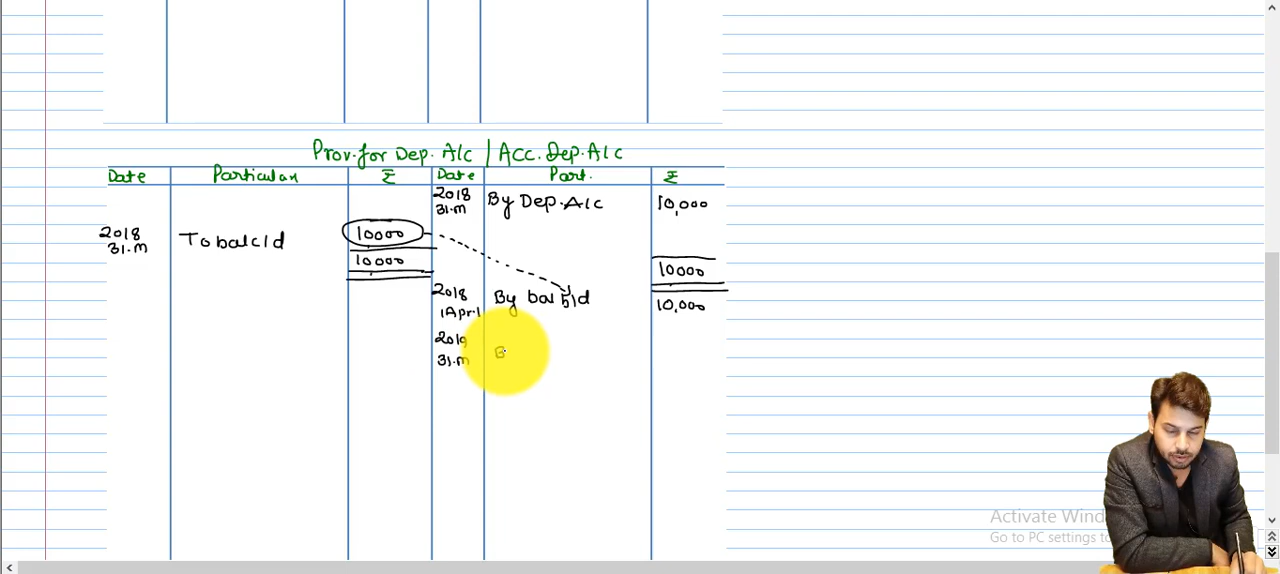 Prov. for Dep. A/c | Acc. Dep. A/c
Date Particular ₹ Date Part. ₹
2018 31.M By Dep. A/c 10,000
2018 31.M To bal c/d 10000
10000 10000
2018 1 April By bal b/d 10,000
2019 31.M B
Activate Wind
Go to PC settings to